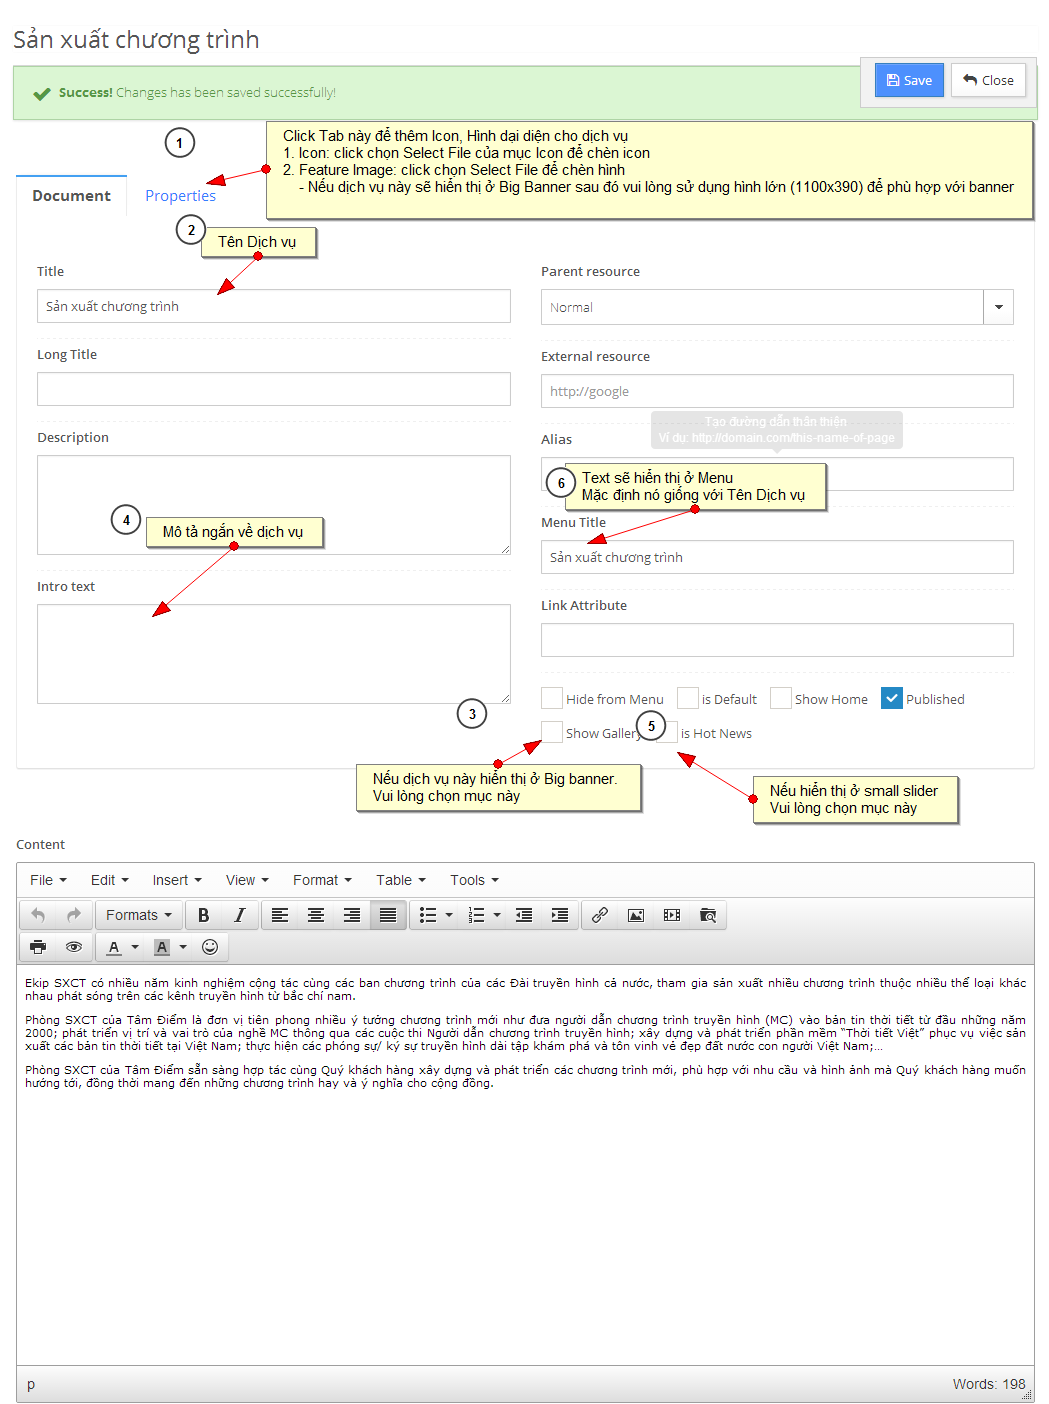 Sản xuất chương trình
Success! Changes has been saved successfully!
Save
Close
1
Click Tab này để thêm Icon, Hình dại diện cho dịch vụ
1. Icon: click chọn Select File của mục Icon để chèn icon
2. Feature Image: click chọn Select File để chèn hình
- Nếu dịch vụ này sẽ hiển thị ở Big Banner sau đó vui lòng sử dụng hình lớn (1100x390) để phù hợp với banner
Document
Properties
2
Tên Dịch vụ
Title
Parent resource
Sản xuất chương trình
Normal
Long Title
External resource
http://google
Tạo đường dẫn thân thiện
Ví dụ: http://domain.com/this-name-of-page
Description
Alias
6
Text sẽ hiển thị ở Menu
Mặc định nó giống với Tên Dịch vụ
4
Mô tả ngắn về dịch vụ
Menu Title
Sản xuất chương trình
Intro text
Link Attribute
Hide from Menu
is Default
Show Home
Published
3
Show Gallery
5
is Hot News
Nếu dịch vụ này hiển thị ở Big banner.
Vui lòng chọn mục này
Nếu hiển thị ở small slider
Vui lòng chọn mục này
Content
File Edit Insert View Format Table Tools
Formats B I
A A
Ekip SXCT có nhiều năm kinh nghiệm cộng tác cùng các ban chương trình của các Đài truyền hình cả nước, tham gia sản xuất nhiều chương trình thuộc nhiều thể loại khác
nhau phát sóng trên các kênh truyền hình từ bắc chí nam.
Phòng SXCT của Tâm Điểm là đơn vị tiên phong nhiều ý tưởng chương trình mới như đưa người dẫn chương trình truyền hình (MC) vào bản tin thời tiết từ đầu những năm
2000; phát triển vị trí và vai trò của nghề MC thông qua các cuộc thi Người dẫn chương trình truyền hình; xây dựng và phát triển phần mềm “Thời tiết Việt” phục vụ việc sản
xuất các bản tin thời tiết tại Việt Nam; thực hiện các phóng sự/ ký sự truyền hình dài tập khám phá và tôn vinh vẻ đẹp đất nước con người Việt Nam;...
Phòng SXCT của Tâm Điểm sẵn sàng hợp tác cùng Quý khách hàng xây dựng và phát triển các chương trình mới, phù hợp với nhu cầu và hình ảnh mà Quý khách hàng muốn
hướng tới, đồng thời mang đến những chương trình hay và ý nghĩa cho cộng đồng.
p
Words: 198